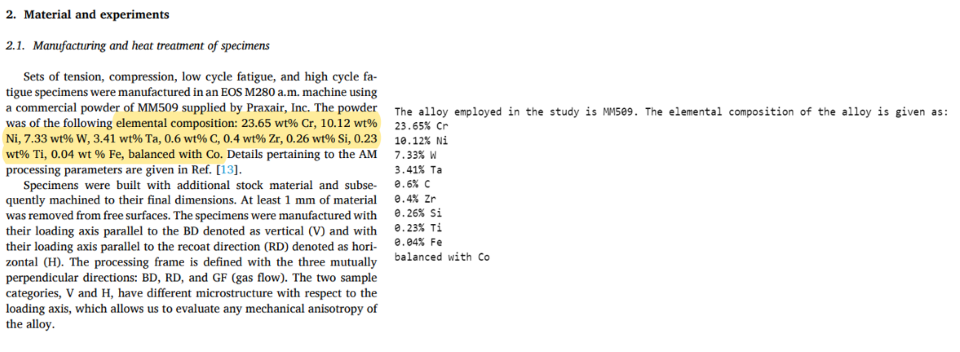 2. Material and experiments
2.1. Manufacturing and heat treatment of specimens
Sets of tension, compression, low cycle fatigue, and high cycle fa-
tigue specimens were manufactured in an EOS M280 a.m. machine using
a commercial powder of MM509 supplied by Praxair, Inc. The powder
was of the following elemental composition: 23.65 wt% Cr, 10.12 wt%
Ni, 7.33 wt% W, 3.41 wt% Ta, 0.6 wt% C, 0.4 wt% Zr, 0.26 wt% Si, 0.23
wt% Ti, 0.04 wt % Fe, balanced with Co. Details pertaining to the AM
processing parameters are given in Ref. [13].
Specimens were built with additional stock material and subse-
quently machined to their final dimensions. At least 1 mm of material
was removed from free surfaces. The specimens were manufactured with
their loading axis parallel to the BD denoted as vertical (V) and with
their loading axis parallel to the recoat direction (RD) denoted as hori-
zontal (H). The processing frame is defined with the three mutually
perpendicular directions: BD, RD, and GF (gas flow). The two sample
categories, V and H, have different microstructure with respect to the
loading axis, which allows us to evaluate any mechanical anisotropy of
the alloy.
The alloy employed in the study is MM509. The elemental composition of the alloy is given as:
23.65% Cr
10.12% Ni
7.33% W
3.41% Ta
0.6% C
0.4% Zr
0.26% Si
0.23% Ti
0.04% Fe
balanced with Co